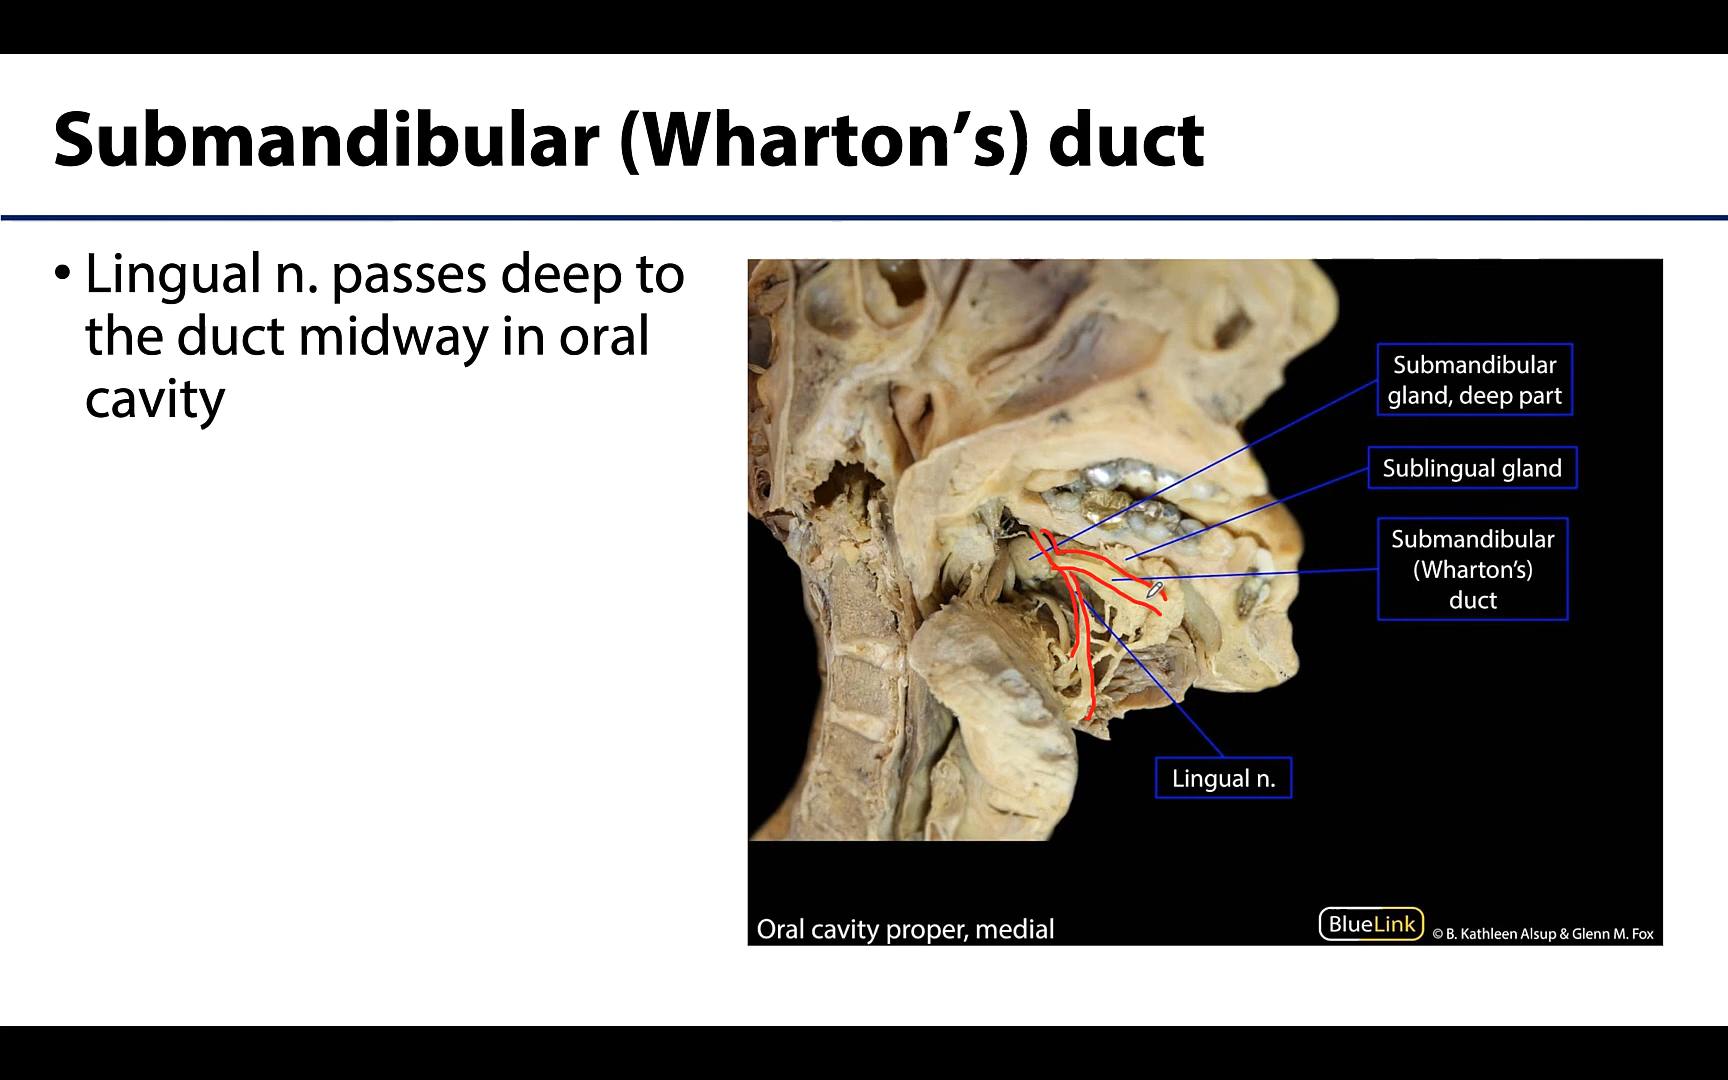 Submandibular (Wharton’s) duct
• Lingual n. passes deep to
the duct midway in oral
cavity
Submandibular
gland, deep part
Sublingual gland
Submandibular
(Wharton’s)
duct
Lingual n.
Oral cavity proper, medial
BlueLink
© B. Kathleen Alsup & Glenn M. Fox